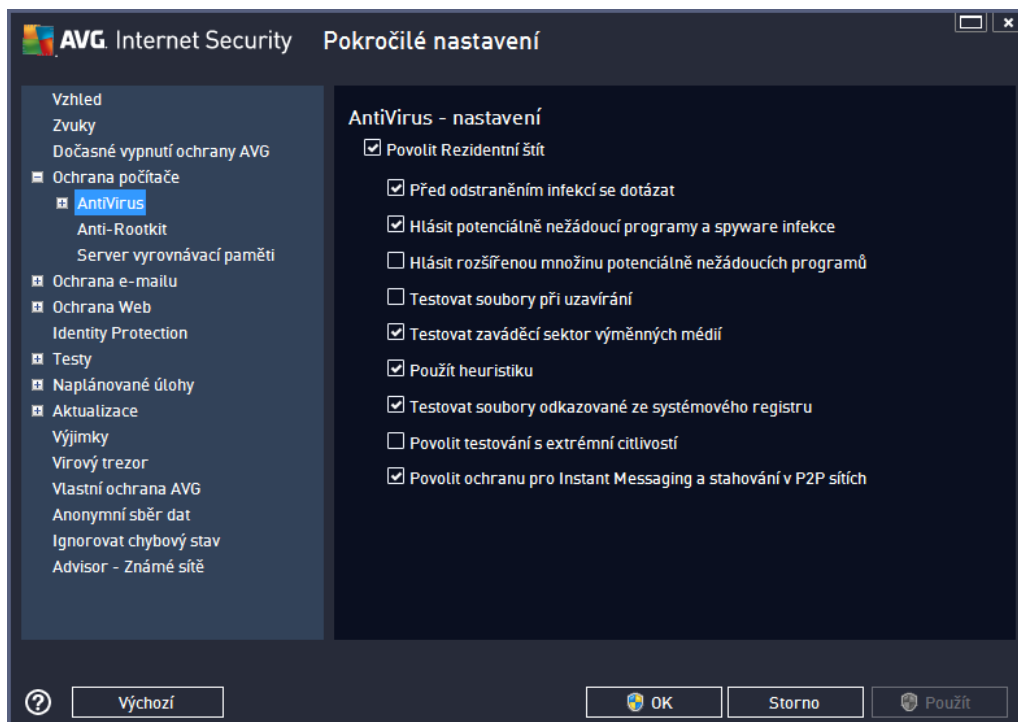 AVG. Internet Security Pokročilé nastavení
Vzhled
Zvuky
Dočasné vypnutí ochrany AVG
Ochrana počítače
AntiVirus
Anti-Rootkit
Server vyrovnávací paměti
Ochrana e-mailu
Ochrana Web
Identity Protection
Testy
Naplánované úlohy
Aktualizace
Výjimky
Virový trezor
Vlastní ochrana AVG
Anonymní sběr dat
Ignorovat chybový stav
Advisor - Známé sítě
AntiVirus - nastavení
Povolit Rezidentní štít
Před odstraněním infekcí se dotázat
Hlásit potenciálně nežádoucí programy a spyware infekce
Hlásit rozšířenou množinu potenciálně nežádoucích programů
Testovat soubory při uzavírání
Testovat zaváděcí sektor výměnných médií
Použít heuristiku
Testovat soubory odkazované ze systémového registru
Povolit testování s extrémní citlivostí
Povolit ochranu pro Instant Messaging a stahování v P2P sítích
Výchozí
OK
Storno
Použít